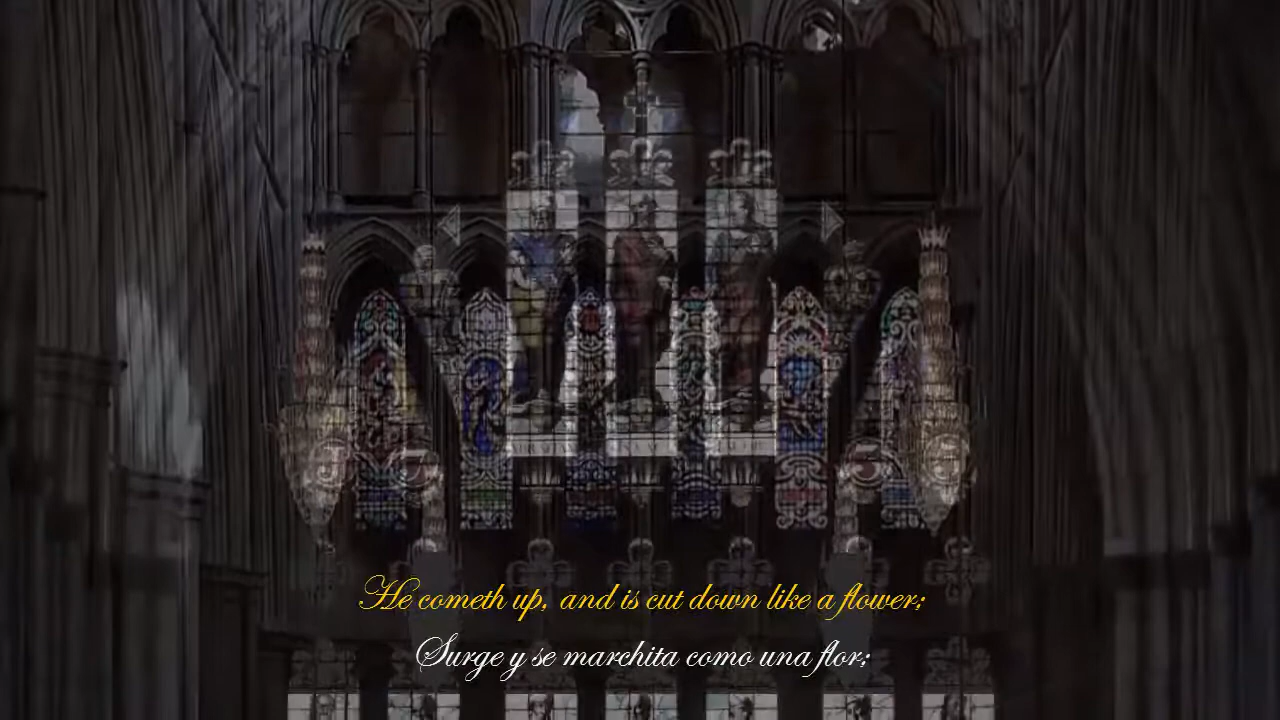 He cometh up, and is cut down like a flower;
Surge y se marchita como una flor;